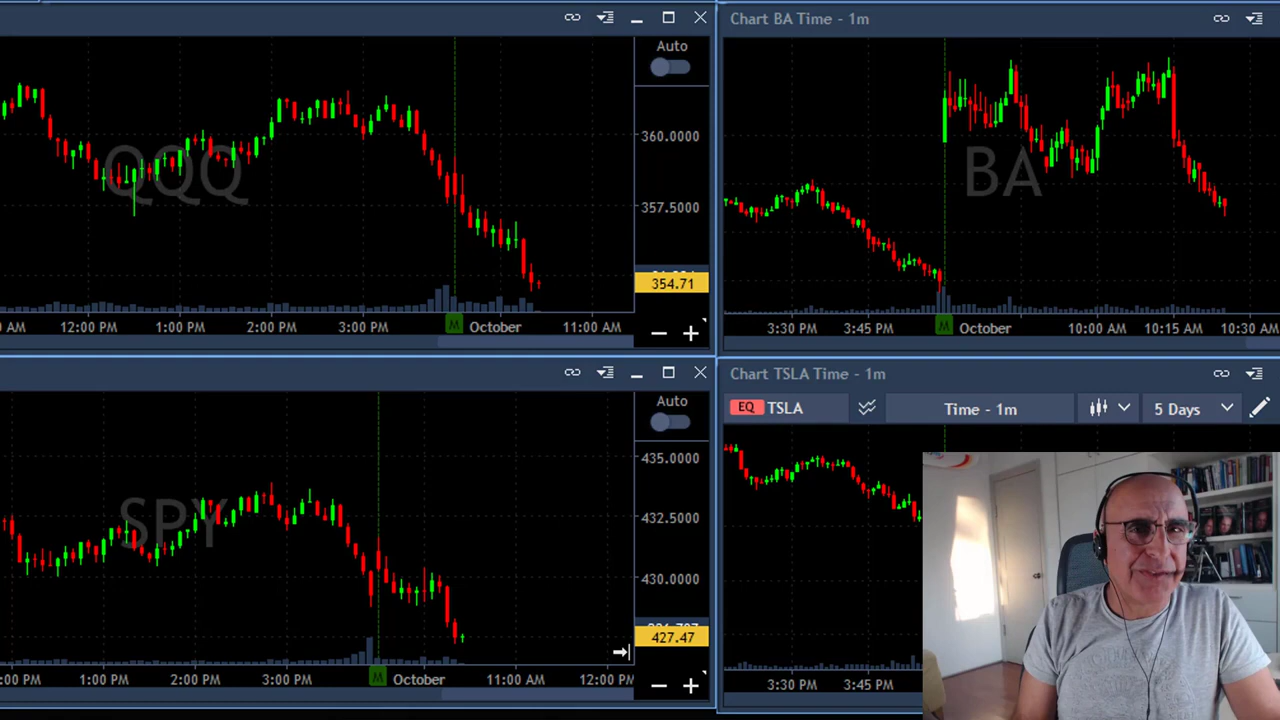 QQQ
Auto
360.0000
357.5000
354.71
AM 12:00 PM 1:00 PM 2:00 PM 3:00 PM M October 11:00 AM
Chart BA Time - 1m
BA
3:30 PM 3:45 PM M October 10:00 AM 10:15 AM 10:30 AM
SPY
Auto
435.0000
432.5000
430.0000
427.47
:00 PM 1:00 PM 2:00 PM 3:00 PM M October 11:00 AM 12:00 PM
Chart TSLA Time - 1m
EQ TSLA Time - 1m 5 Days
3:30 PM 3:45 PM